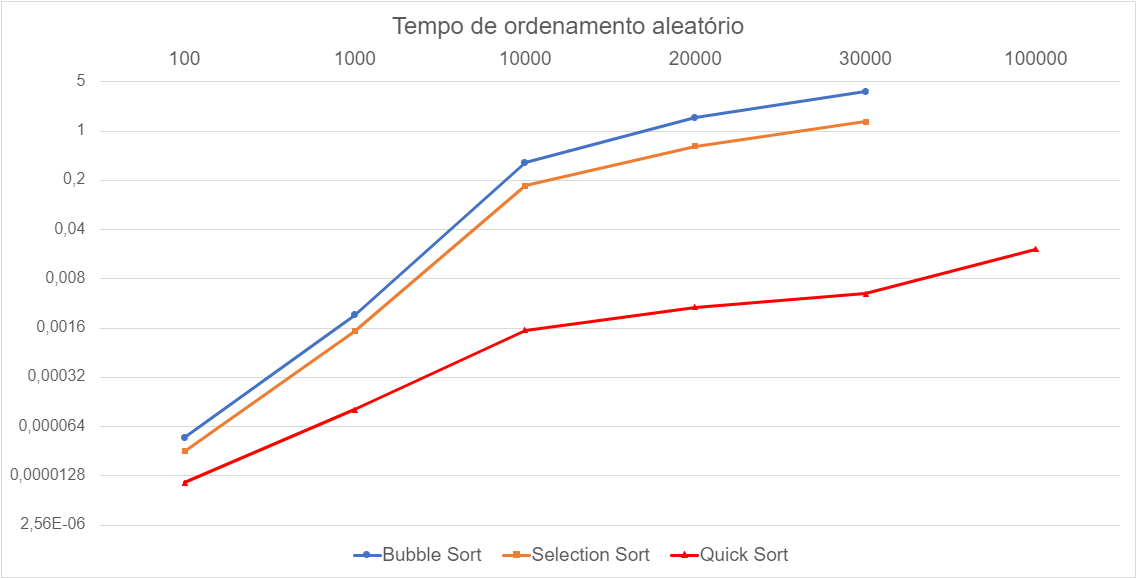 Tempo de ordenamento aleatório
100 1000 10000 20000 30000 100000
5
1
0,2
0,04
0,008
0,0016
0,00032
0,000064
0,0000128
2,56E-06
Bubble Sort Selection Sort Quick Sort